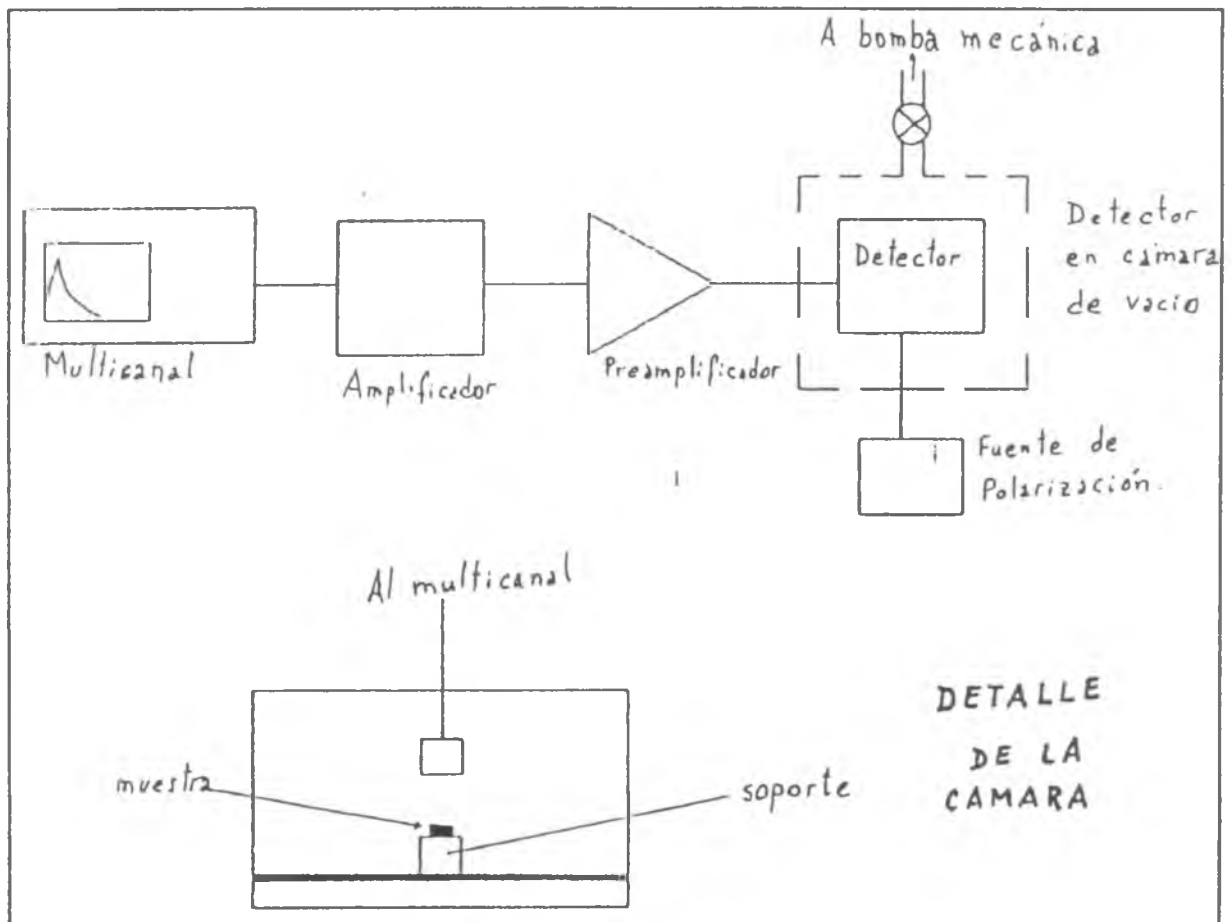 A bomba mecánica
Detector
Detector
en camara
de vacio
Multicanal
Amplificador
Preamplificador
Fuente de
Polarización.
Al multicanal
muestra
soporte
DETALLE
DE LA
CAMARA